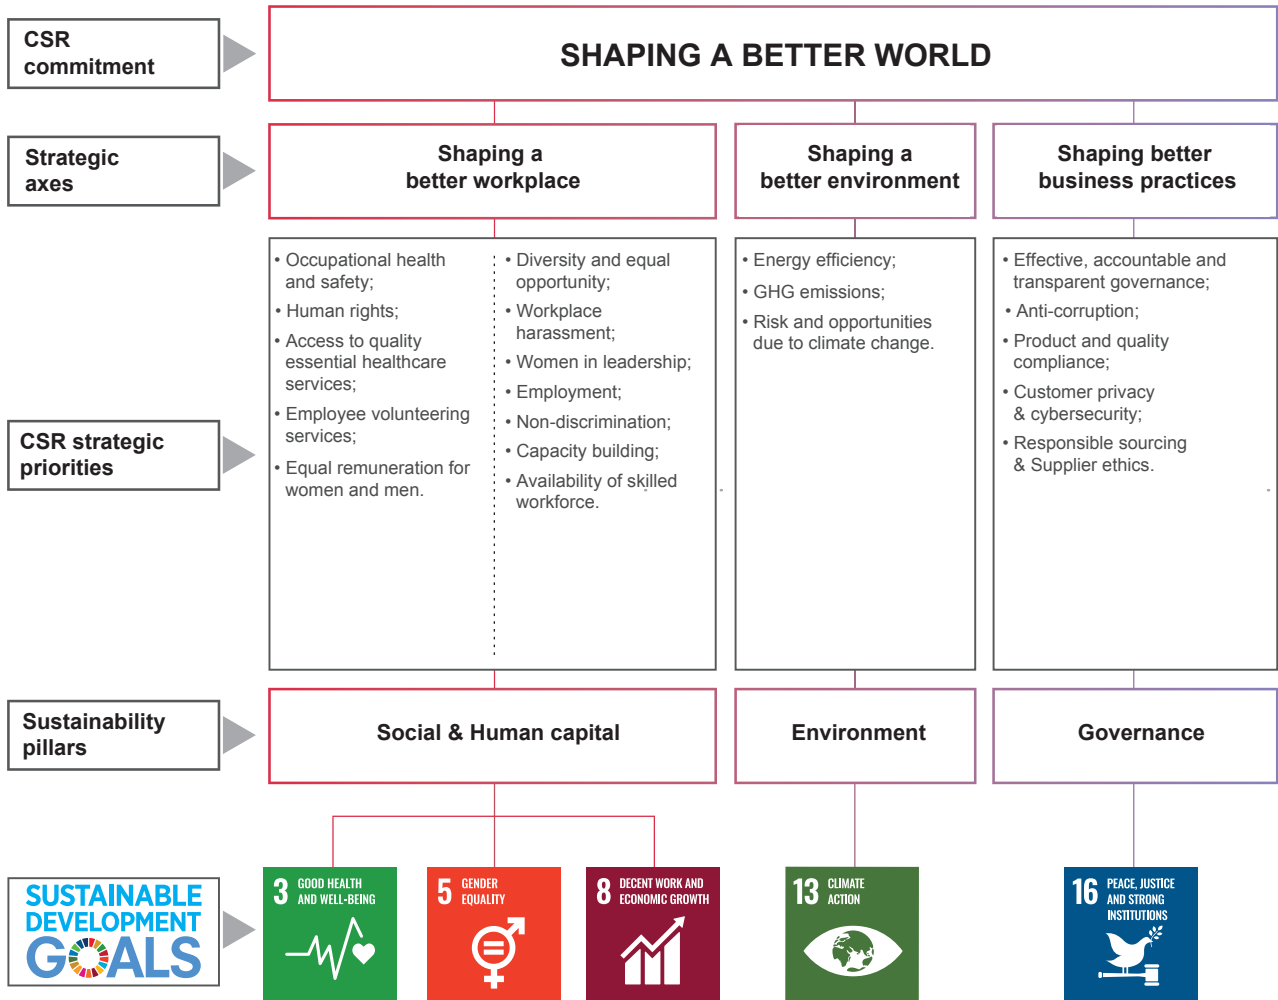 CSR
commitment
SHAPING A BETTER WORLD
Strategic
axes
Shaping a
better workplace
Shaping a
better environment
Shaping better
business practices
CSR strategic
priorities
• Occupational health
and safety;
• Human rights;
• Access to quality
essential healthcare
services;
• Employee volunteering
services;
• Equal remuneration for
women and men.
• Diversity and equal
opportunity;
• Workplace
harassment;
• Women in leadership;
• Employment;
• Non-discrimination;
• Capacity building;
• Availability of skilled
workforce.
• Energy efficiency;
• GHG emissions;
• Risk and opportunities
due to climate change.
• Effective, accountable and
transparent governance;
• Anti-corruption;
• Product and quality
compliance;
• Customer privacy
& cybersecurity;
• Responsible sourcing
& Supplier ethics.
Sustainability
pillars
Social & Human capital
Environment
Governance
SUSTAINABLE
DEVELOPMENT
GOALS
3 GOOD HEALTH
AND WELL-BEING
5 GENDER
EQUALITY
8 DECENT WORK AND
ECONOMIC GROWTH
13 CLIMATE
ACTION
16 PEACE, JUSTICE
AND STRONG
INSTITUTIONS